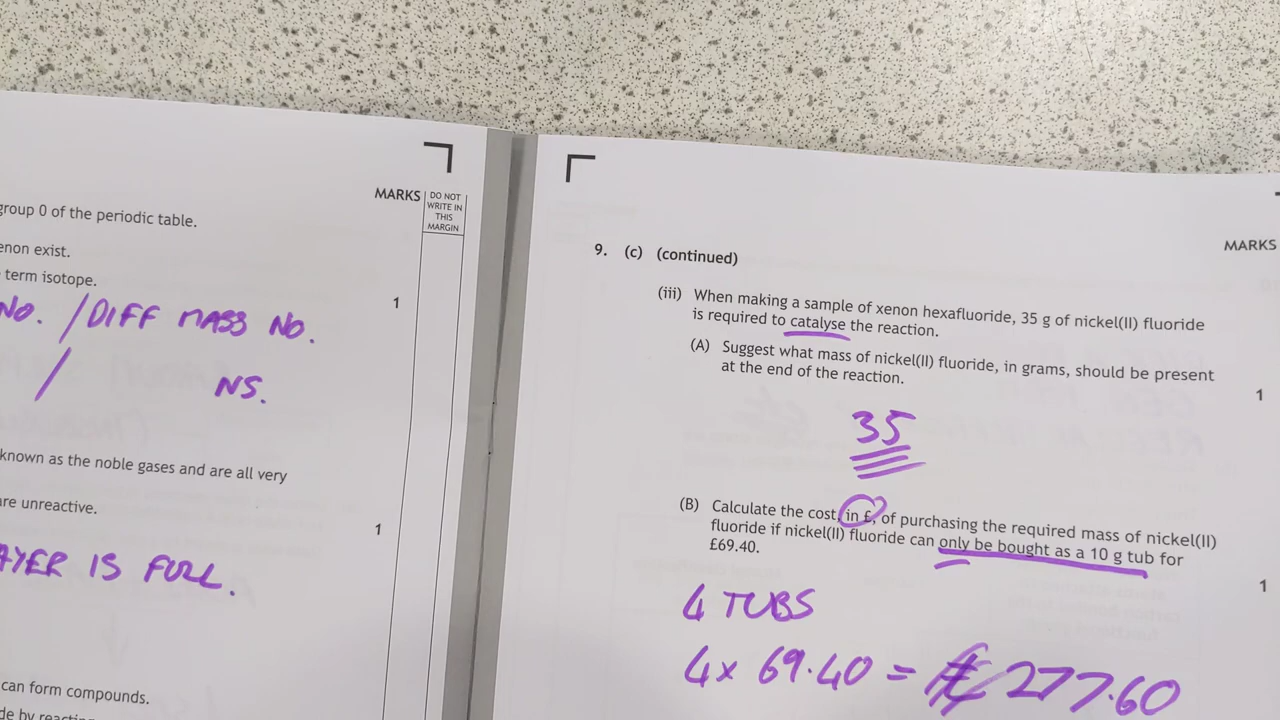 MARKS
DO NOT
WRITE IN
THIS
MARGIN
group 0 of the periodic table.
enon exist.
term isotope.
1
NO. / DIFF MASS NO.
/ NS.
known as the noble gases and are all very
are unreactive.
1
AYER IS FULL.
can form compounds.
de by reacting
MARKS
9. (c) (continued)
(iii) When making a sample of xenon hexafluoride, 35 g of nickel(II) fluoride
is required to catalyse the reaction.
(A) Suggest what mass of nickel(II) fluoride, in grams, should be present
at the end of the reaction.
1
35
(B) Calculate the cost, in £, of purchasing the required mass of nickel(II)
fluoride if nickel(II) fluoride can only be bought as a 10 g tub for
£69.40.
1
4 TUBS
4 x 69.40 = £277.60